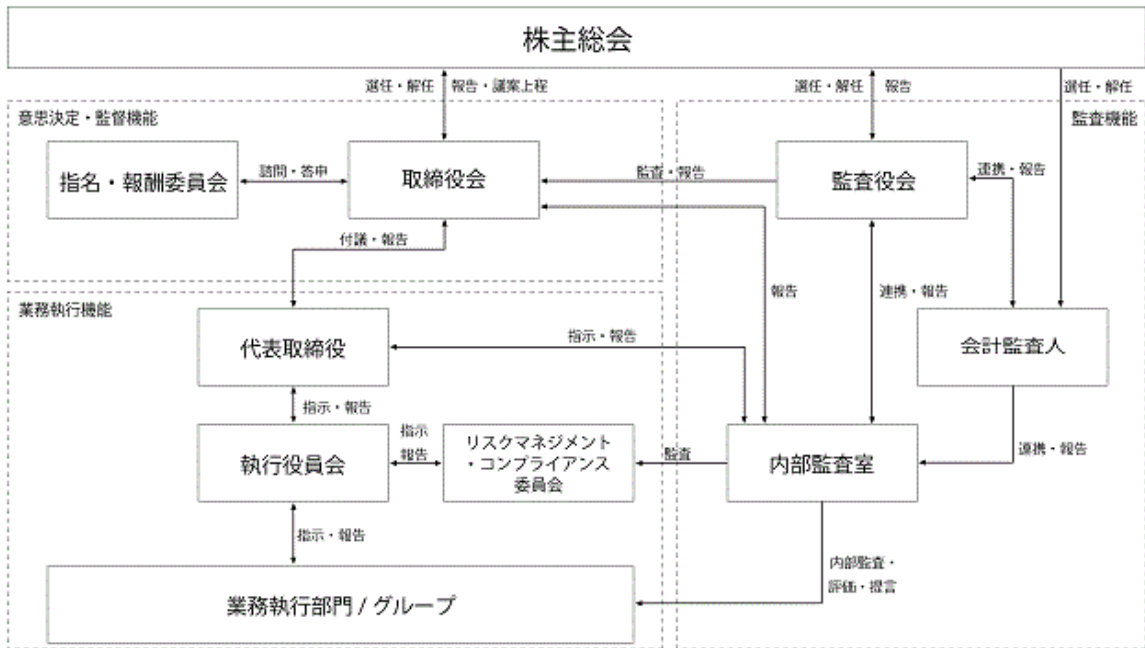 株主総会
選任・解任
報告・議案上程
選任・解任
報告
選任・解任
意思決定・監督機能
監査機能
指名・報酬委員会
諮問・答申
取締役会
監査・報告
監査役会
連携・報告
付議・報告
報告
連携・報告
業務執行機能
代表取締役
指示・報告
会計監査人
指示・報告
執行役員会
指示
報告
リスクマネジメント
・コンプライアンス
委員会
監査
内部監査室
連携・報告
指示・報告
内部監査・
評価・提言
業務執行部門 / グループ